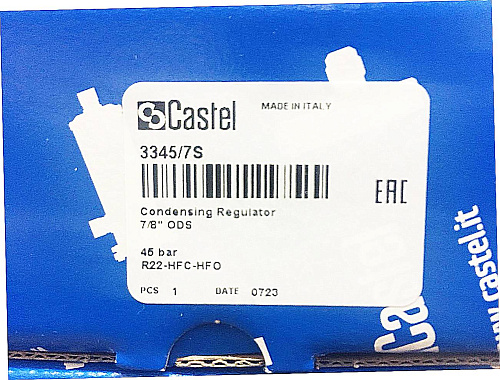 Castel
MADE IN ITALY
3345/7S
EAC
Condensing Regulator
7/8" ODS
45 bar
R22-HFC-HFO
PCS 1 DATE 0723
Ca
www.castel.it